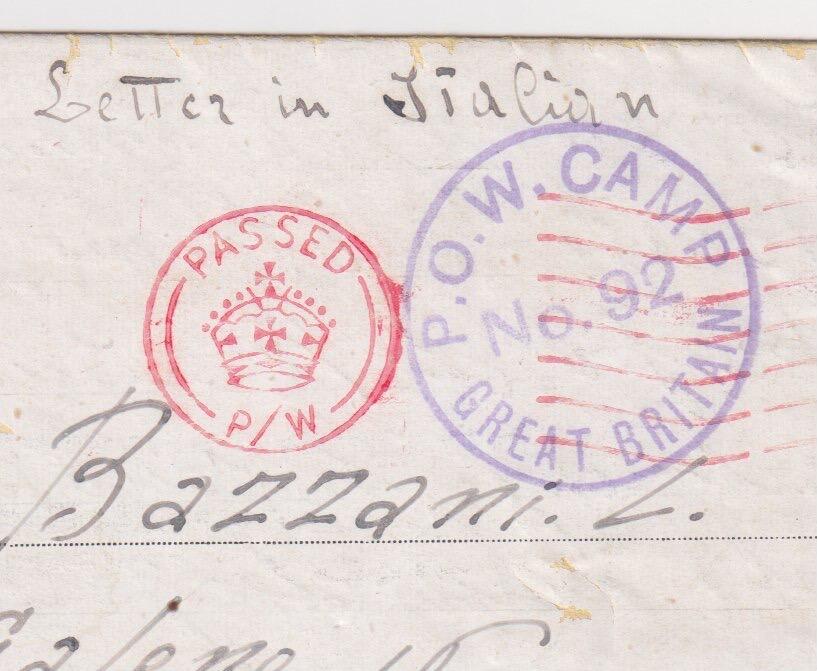 Letter in Italian
PASSED
P/W
P.O.W. CAMP
No. 92
GREAT BRITAIN
Bazzani. L.